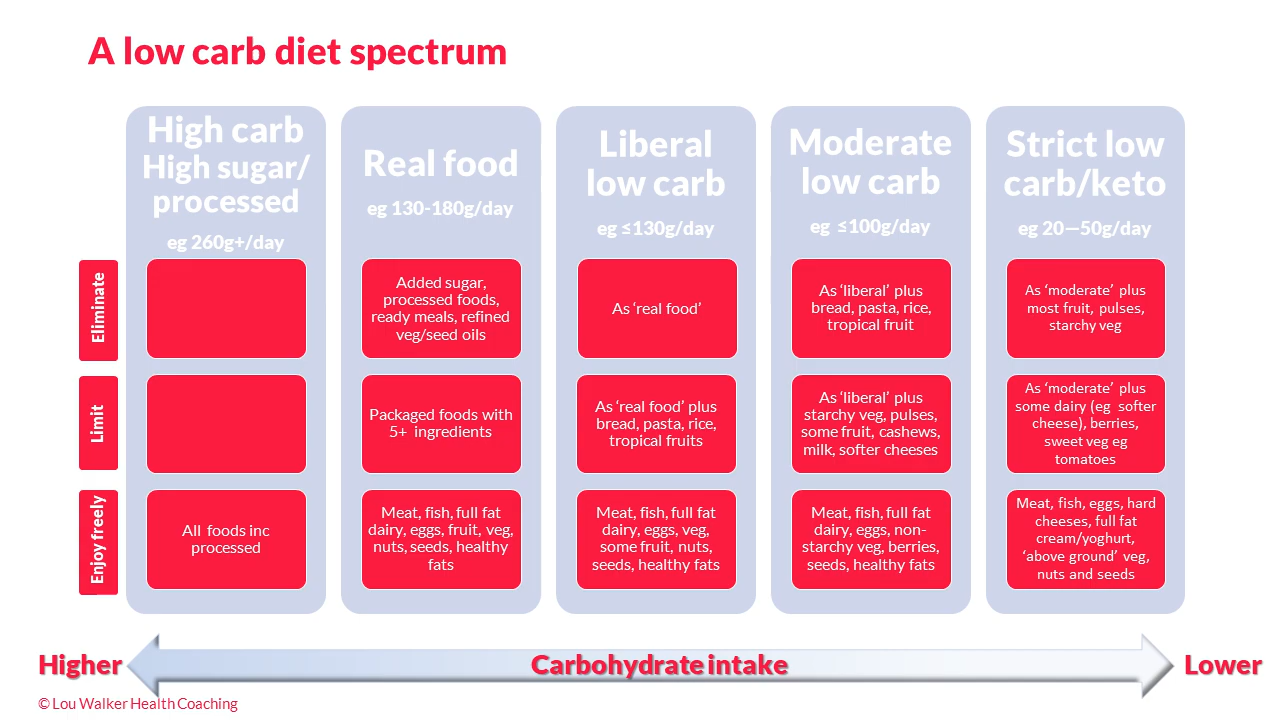 A low carb diet spectrum
High carb
High sugar/
processed
eg 260g+/day
Real food
eg 130-180g/day
Liberal
low carb
eg ≤130g/day
Moderate
low carb
eg ≤100g/day
Strict low
carb/keto
eg 20—50g/day
Eliminate
Added sugar,
processed foods,
ready meals, refined
veg/seed oils
As ‘real food’
As ‘liberal’ plus
bread, pasta, rice,
tropical fruit
As ‘moderate’ plus
most fruit, pulses,
starchy veg
Limit
Packaged foods with
5+ ingredients
As ‘real food’ plus
bread, pasta, rice,
tropical fruits
As ‘liberal’ plus
starchy veg, pulses,
some fruit, cashews,
milk, softer cheeses
As ‘moderate’ plus
some dairy (eg softer
cheese), berries,
sweet veg eg
tomatoes
Enjoy freely
All foods inc
processed
Meat, fish, full fat
dairy, eggs, fruit, veg,
nuts, seeds, healthy
fats
Meat, fish, full fat
dairy, eggs, veg,
some fruit, nuts,
seeds, healthy fats
Meat, fish, full fat
dairy, eggs, non-
starchy veg, berries,
seeds, healthy fats
Meat, fish, eggs, hard
cheeses, full fat
cream/yoghurt,
‘above ground’ veg,
nuts and seeds
Higher
Carbohydrate intake
Lower
© Lou Walker Health Coaching